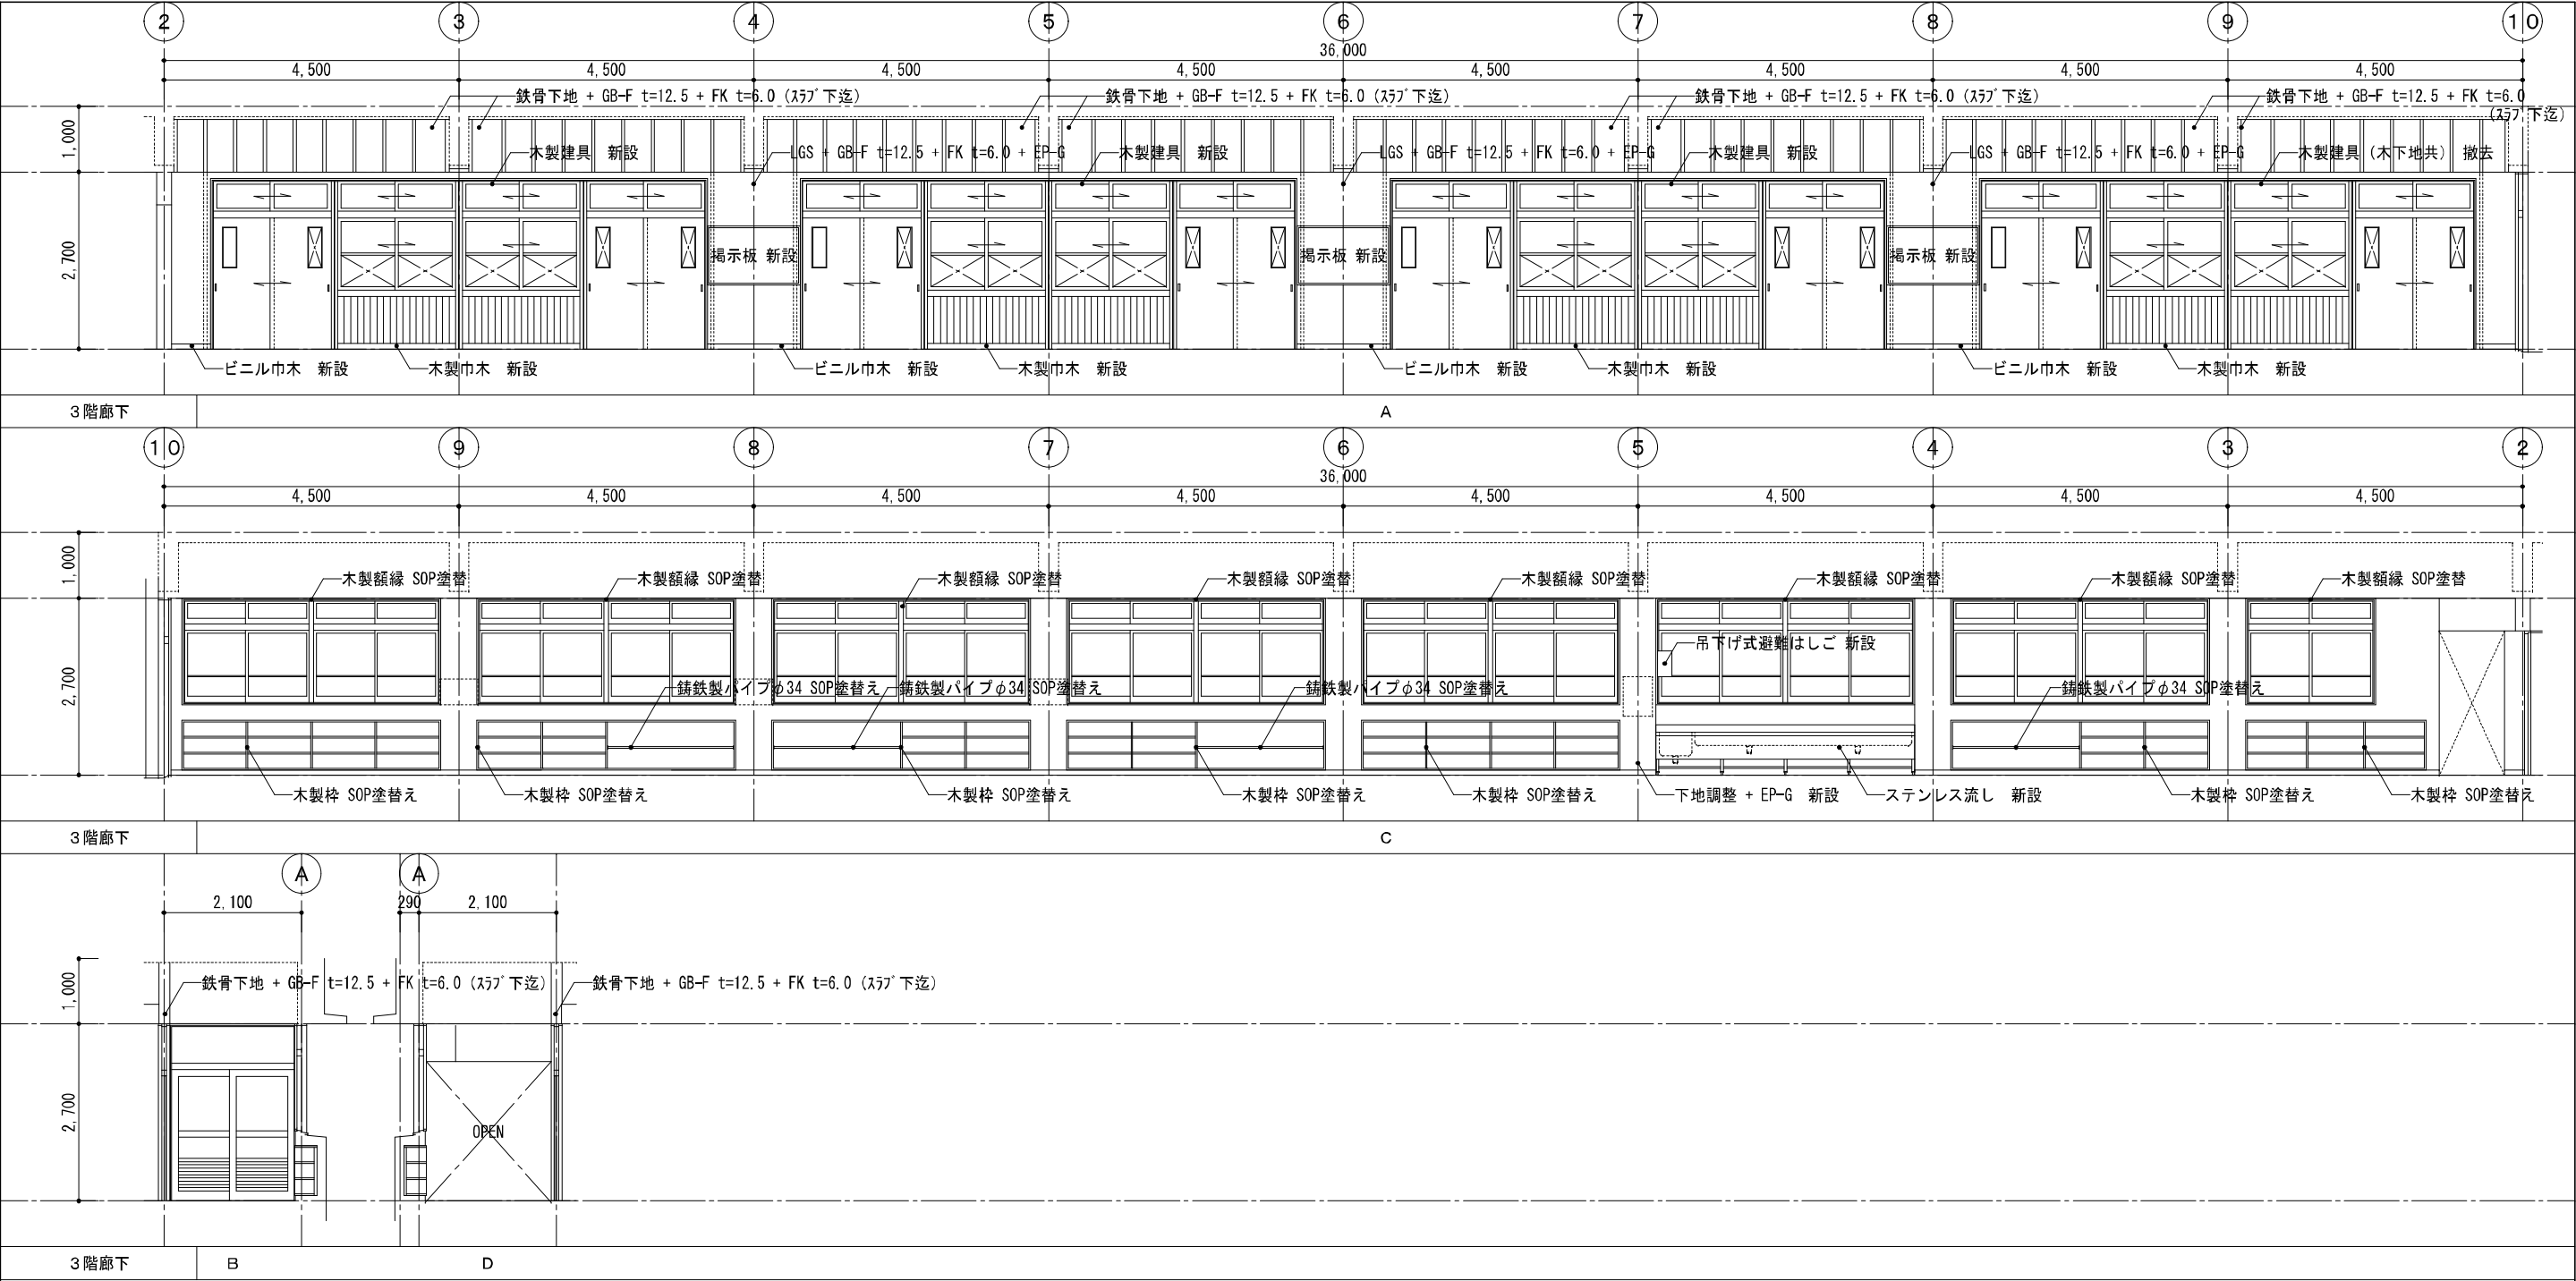 2 3 4 5 6 7 8 9 10
36,000
4,500 4,500 4,500 4,500 4,500 4,500 4,500 4,500
鉄骨下地 + GB-F t=12.5 + FK t=6.0 (ｽﾗﾌﾞ下迄) 鉄骨下地 + GB-F t=12.5 + FK t=6.0 (ｽﾗﾌﾞ下迄) 鉄骨下地 + GB-F t=12.5 + FK t=6.0 (ｽﾗﾌﾞ下迄) 鉄骨下地 + GB-F t=12.5 + FK t=6.0
(ｽﾗﾌﾞ下迄)
1,000
木製建具　新設 LGS + GB-F t=12.5 + FK t=6.0 + EP-G 木製建具　新設 LGS + GB-F t=12.5 + FK t=6.0 + EP-G 木製建具　新設 LGS + GB-F t=12.5 + FK t=6.0 + EP-G 木製建具（木下地共）撤去
2,700
掲示板 新設 掲示板 新設 掲示板 新設
ビニル巾木　新設 木製巾木　新設 ビニル巾木　新設 木製巾木　新設 ビニル巾木　新設 木製巾木　新設 ビニル巾木　新設 木製巾木　新設
3階廊下 A
10 9 8 7 6 5 4 3 2
36,000
4,500 4,500 4,500 4,500 4,500 4,500 4,500 4,500
1,000
木製額縁 SOP塗替 木製額縁 SOP塗替 木製額縁 SOP塗替 木製額縁 SOP塗替 木製額縁 SOP塗替 木製額縁 SOP塗替 木製額縁 SOP塗替 木製額縁 SOP塗替
吊下げ式避難はしご 新設
2,700
鋳鉄製パイプφ34 SOP塗替え 鋳鉄製パイプφ34 SOP塗替え 鋳鉄製パイプφ34 SOP塗替え 鋳鉄製パイプφ34 SOP塗替え
木製枠 SOP塗替え 木製枠 SOP塗替え 木製枠 SOP塗替え 木製枠 SOP塗替え 木製枠 SOP塗替え 下地調整 + EP-G　新設 ステンレス流し　新設 木製枠 SOP塗替え 木製枠 SOP塗替え
3階廊下 C
A A
2,100 290 2,100
1,000
鉄骨下地 + GB-F t=12.5 + FK t=6.0 (ｽﾗﾌﾞ下迄) 鉄骨下地 + GB-F t=12.5 + FK t=6.0 (ｽﾗﾌﾞ下迄)
2,700
OPEN
3階廊下 B D